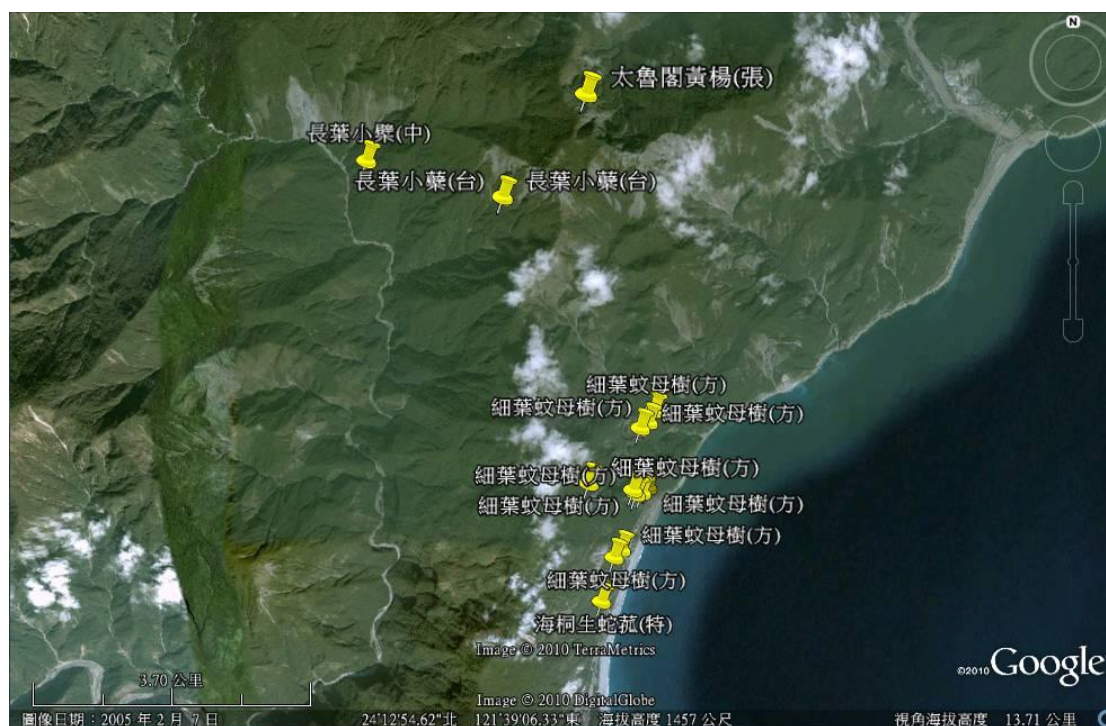 N
太魯閣黃楊(張)
長葉小檗(中)
長葉小蘗(台)
長葉小蘗(台)
細葉蚊母樹(方)
細葉蚊母樹(方)
細葉蚊母樹(方)
細葉蚊母樹(方)
細葉蚊母樹(方)
細葉蚊母樹(方)
細葉蚊母樹(方)
細葉蚊母樹(方)
細葉蚊母樹(方)
海桐生蛇菰(特)
Image © 2010 TerraMetrics
©2010 Google
3.70 公里
Image © 2010 DigitalGlobe
圖像日期：2005 年 2 月 7 日 24°12'54.62"北 121°39'06.33"東 海拔高度 1457 公尺 視角海拔高度 13.71 公里